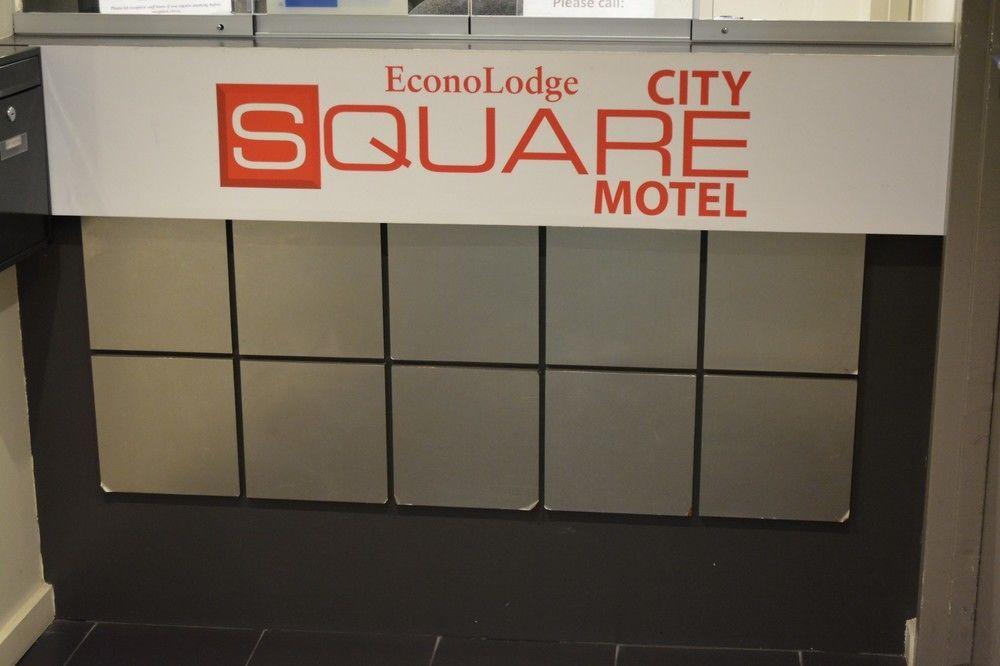 Please call:
EconoLodge
CITY
SQUARE
MOTEL